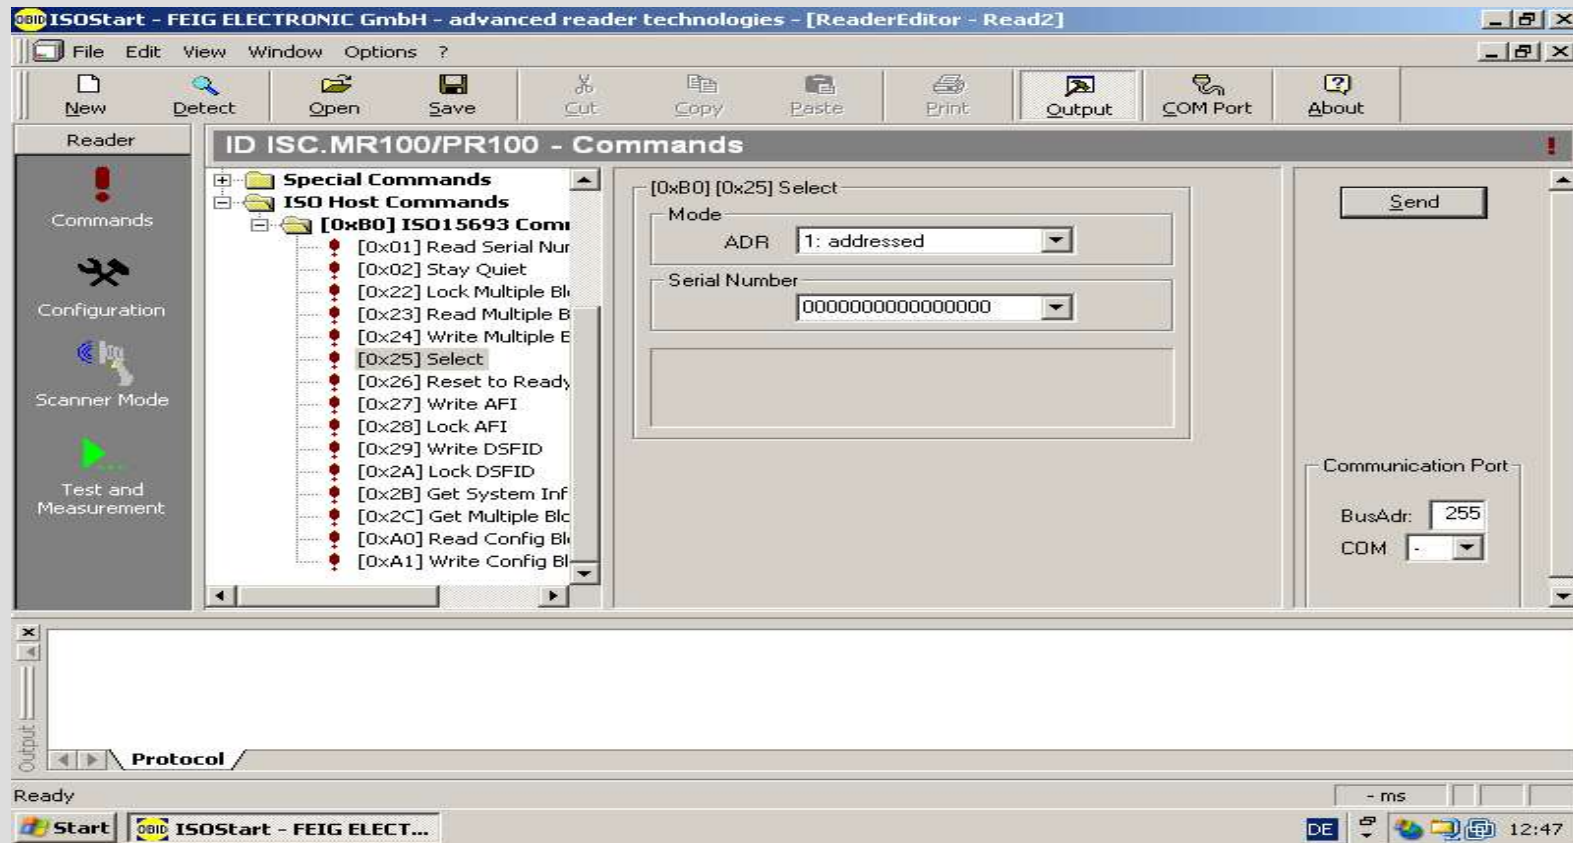 OBID ISOStart - FEIG ELECTRONIC GmbH - advanced reader technologies - [ReaderEditor - Read2]
File Edit View Window Options ?
New Detect Open Save Cut Copy Paste Print Output COM Port About
Reader
Commands
Configuration
Scanner Mode
Test and
Measurement
ID ISC.MR100/PR100 - Commands
Special Commands
ISO Host Commands
[0xB0] ISO15693 Com
[0x01] Read Serial Nur
[0x02] Stay Quiet
[0x22] Lock Multiple Bl
[0x23] Read Multiple B
[0x24] Write Multiple E
[0x25] Select
[0x26] Reset to Ready
[0x27] Write AFI
[0x28] Lock AFI
[0x29] Write DSFID
[0x2A] Lock DSFID
[0x2B] Get System Inf
[0x2C] Get Multiple Blo
[0xA0] Read Config Bl
[0xA1] Write Config Bl
[0xB0] [0x25] Select
Mode
ADR 1: addressed
Serial Number
0000000000000000
Send
Communication Port
BusAdr: 255
COM -
Output
Protocol
Ready
- ms
Start OBID ISOStart - FEIG ELECT...
DE 12:47